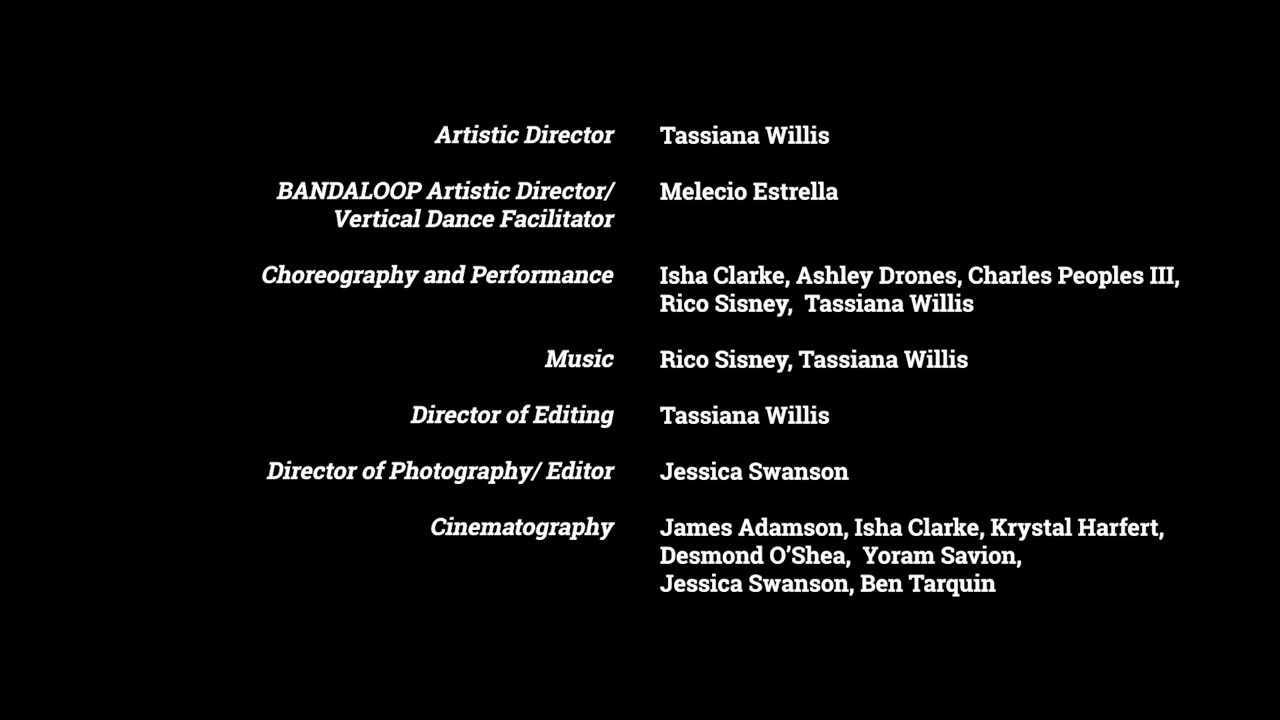 Artistic Director Tassiana Willis
BANDALOOP Artistic Director/ Melecio Estrella
Vertical Dance Facilitator
Choreography and Performance Isha Clarke, Ashley Drones, Charles Peoples III,
Rico Sisney, Tassiana Willis
Music Rico Sisney, Tassiana Willis
Director of Editing Tassiana Willis
Director of Photography/ Editor Jessica Swanson
Cinematography James Adamson, Isha Clarke, Krystal Harfert,
Desmond O’Shea, Yoram Savion,
Jessica Swanson, Ben Tarquin